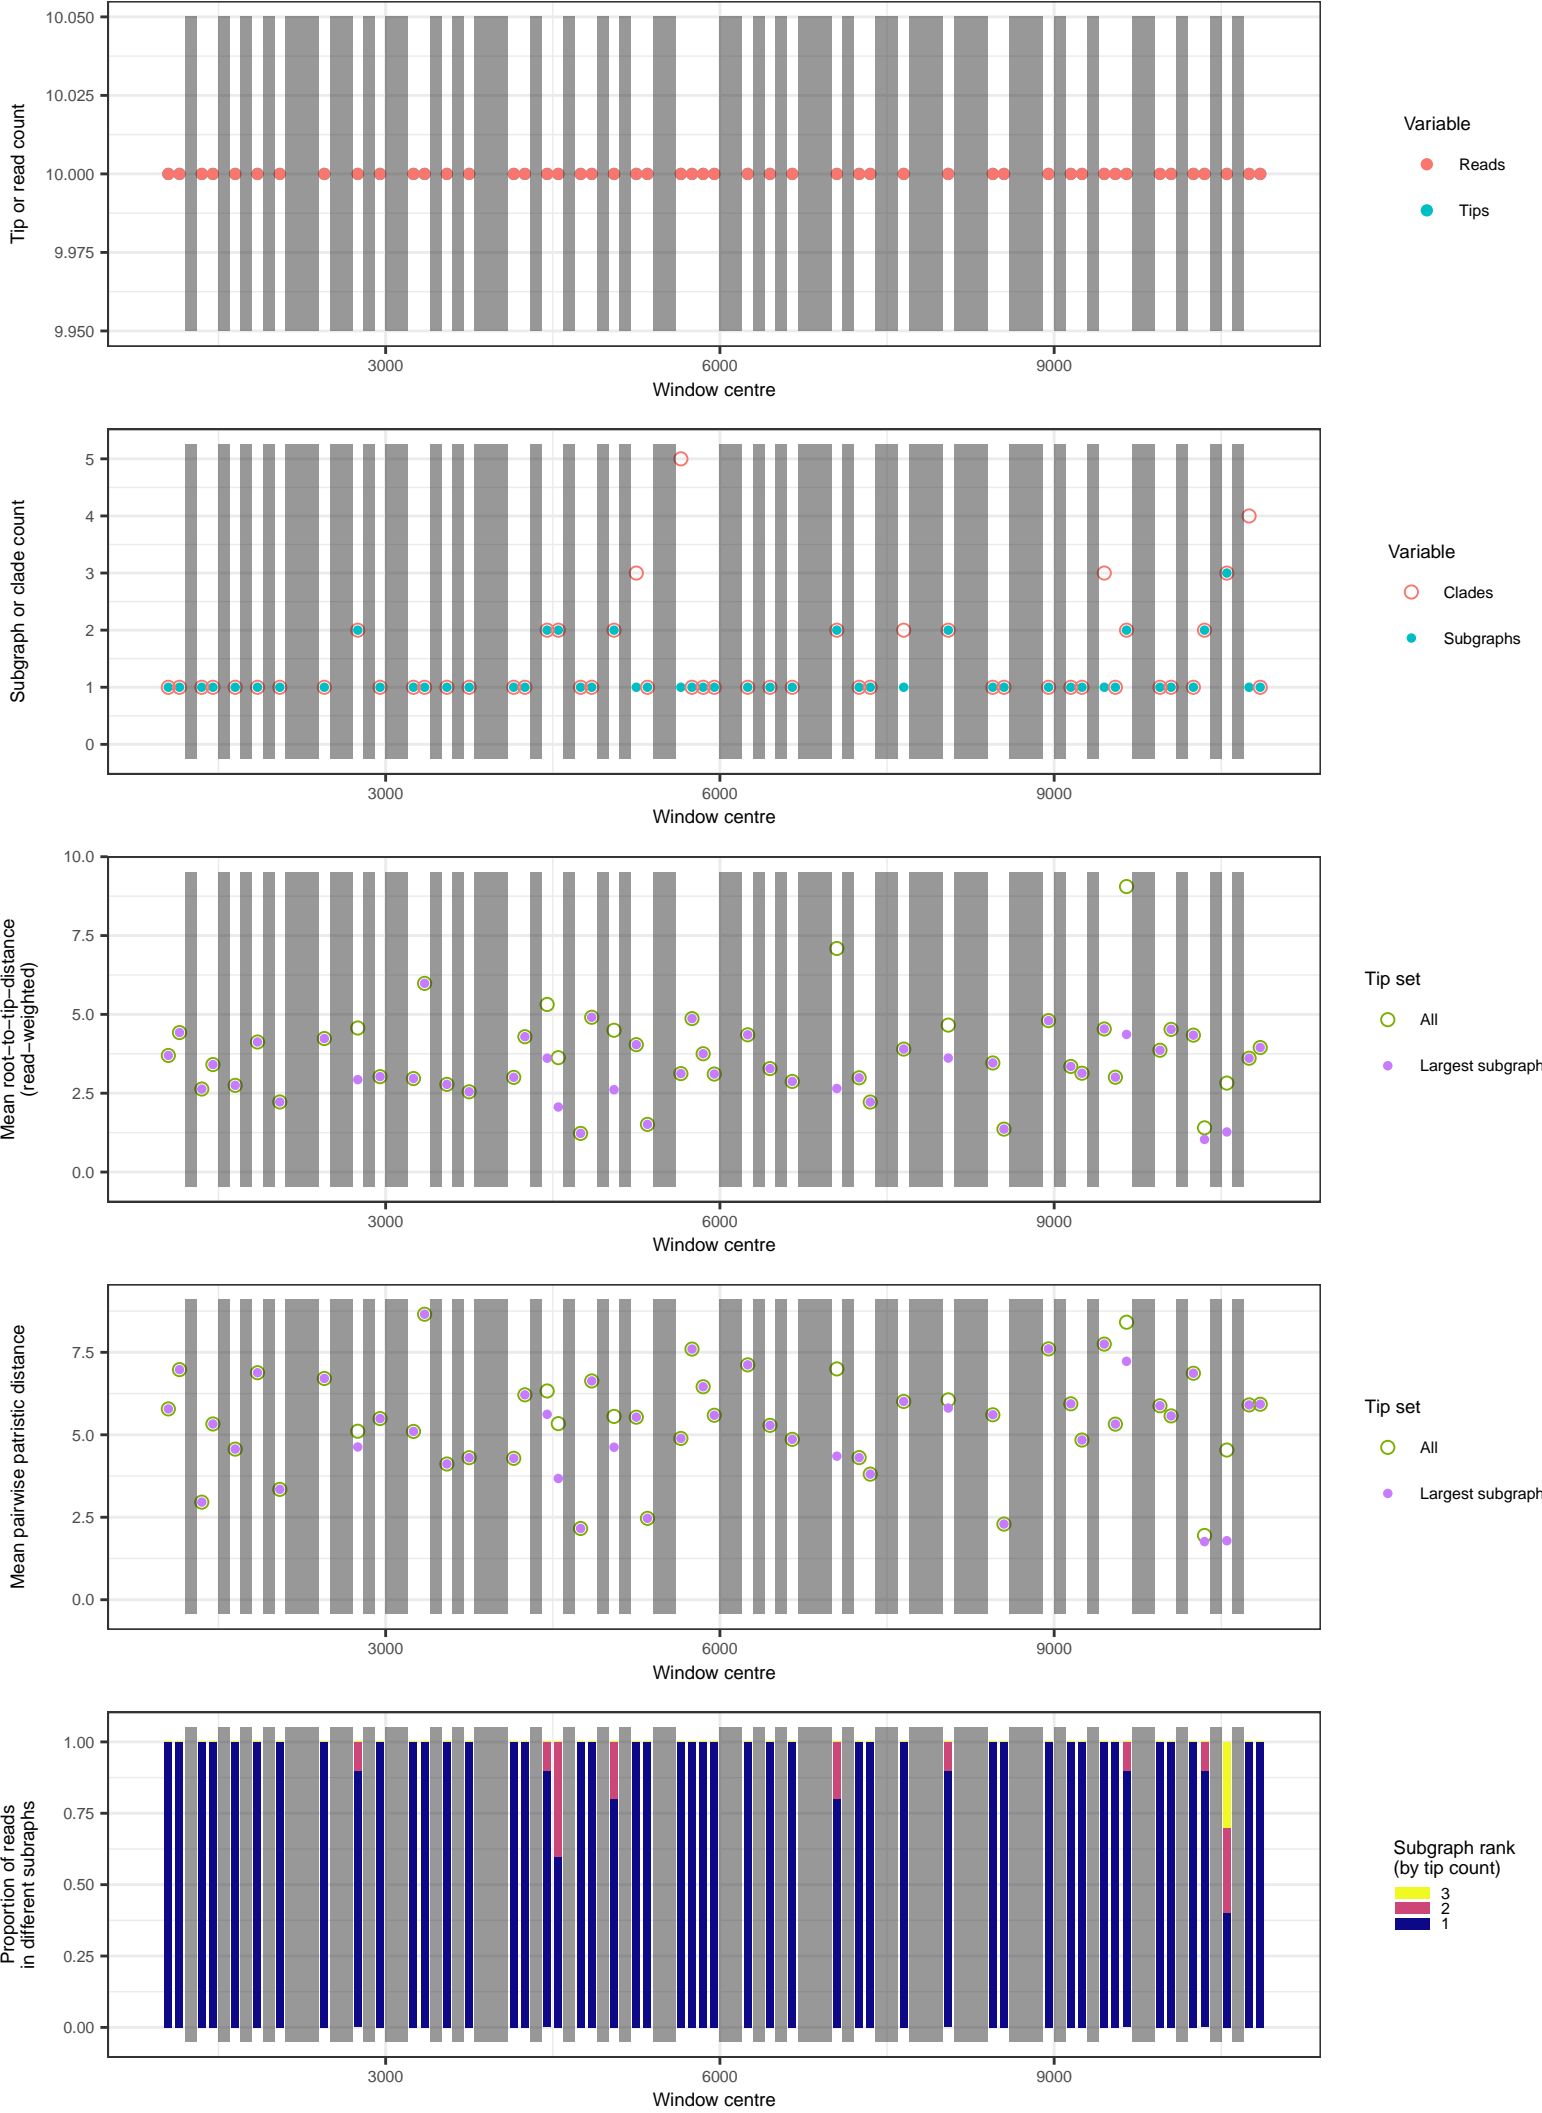 10.050
10.025
10.000
9.975
9.950
Tip or read count
3000
6000
9000
Window centre
Variable
Reads
Tips
5
4
3
2
1
0
Subgraph or clade count
3000
6000
9000
Window centre
Variable
Clades
Subgraphs
10.0
7.5
5.0
2.5
0.0
Mean root−to−tip−distance
(read−weighted)
3000
6000
9000
Window centre
Tip set
All
Largest subgraph
7.5
5.0
2.5
0.0
Mean pairwise patristic distance
3000
6000
9000
Window centre
Tip set
All
Largest subgraph
1.00
0.75
0.50
0.25
0.00
Proportion of reads
in different subraphs
3000
6000
9000
Window centre
Subgraph rank
(by tip count)
3
2
1